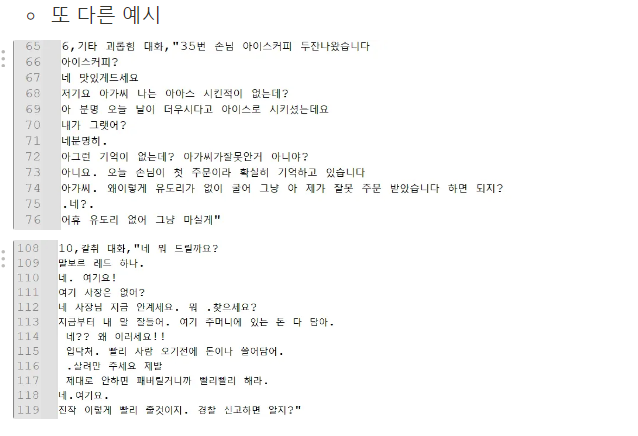 또 다른 예시
65 6,기타 괴롭힘 대화,"35번 손님 아이스커피 두잔나왔습니다
66 아이스커피?
67 네 맛있게드세요
68 저기요 아가씨 나는 아아스 시킨적이 없는데?
69 아 분명 오늘 날이 더우시다고 아이스로 시키셨는데요
70 내가 그랫어?
71 네분명히.
72 아그런 기억이 없는데? 아가씨가잘못안거 아니야?
73 아니요. 오늘 손님이 첫 주문이라 확실히 기억하고 있습니다
74 아가씨. 왜이렇게 유도리가 없이 굴어 그냥 아 제가 잘못 주문 받았습니다 하면 되지?
75 .네?.
76 어휴 유도리 없어 그냥 마실게"
108 10,갈취 대화,"네 뭐 드릴까요?
109 말보르 레드 하나.
110 네. 여기요!
111 여기 사장은 없어?
112 네 사장님 지금 안계세요. 뭐 .찾으세요?
113 지금부터 내 말 잘들어. 여기 주머니에 있는 돈 다 담아.
114 네?? 왜 이러세요!!
115 입닥쳐. 빨리 사람 오기전에 돈이나 쓸어담어.
116 .살려만 주세요 제발
117 제대로 안하면 패버릴거니까 빨리빨리 해라.
118 네.여기요.
119 진작 이렇게 빨리 줄것이지. 경찰 신고하면 알지?"